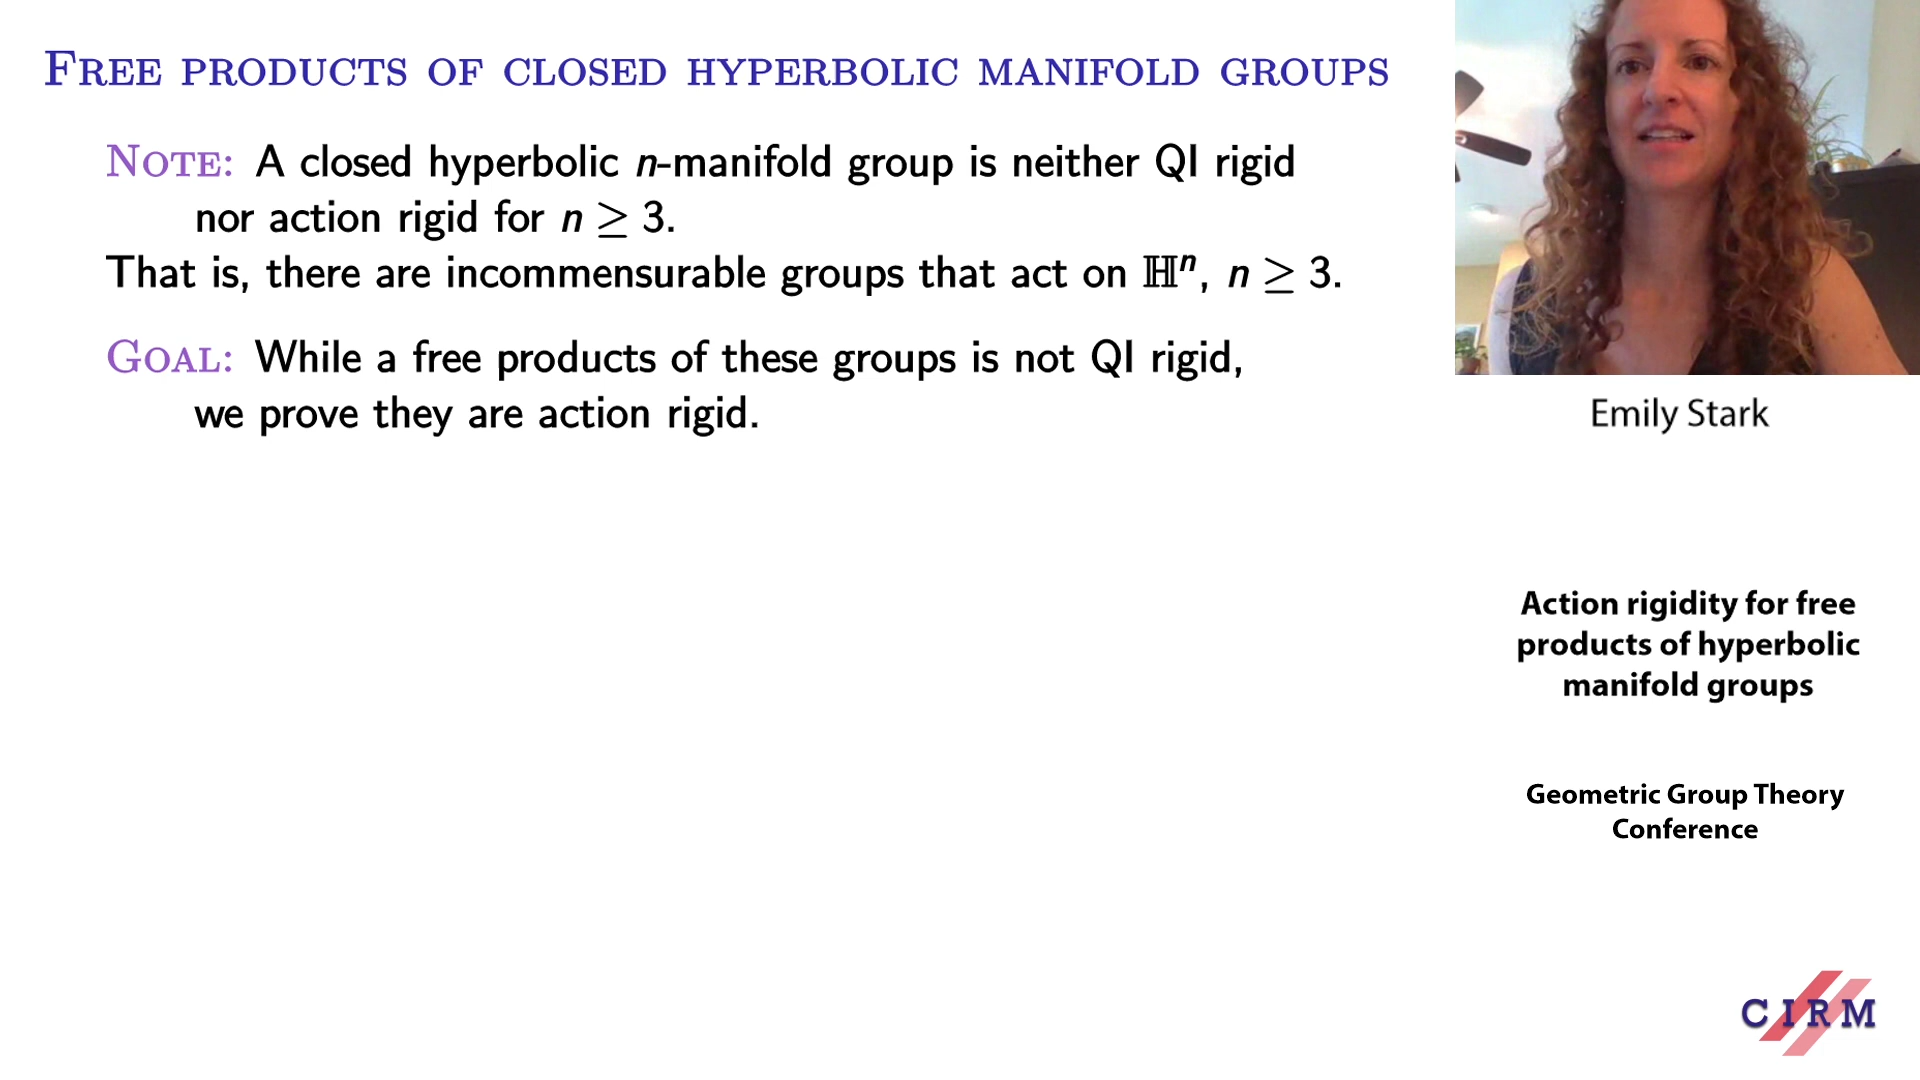 Free products of closed hyperbolic manifold groups
Note: A closed hyperbolic n-manifold group is neither QI rigid
nor action rigid for n ≥ 3.
That is, there are incommensurable groups that act on ℍⁿ, n ≥ 3.
Goal: While a free products of these groups is not QI rigid,
we prove they are action rigid.
Emily Stark
Action rigidity for free
products of hyperbolic
manifold groups
Geometric Group Theory
Conference
CIRM